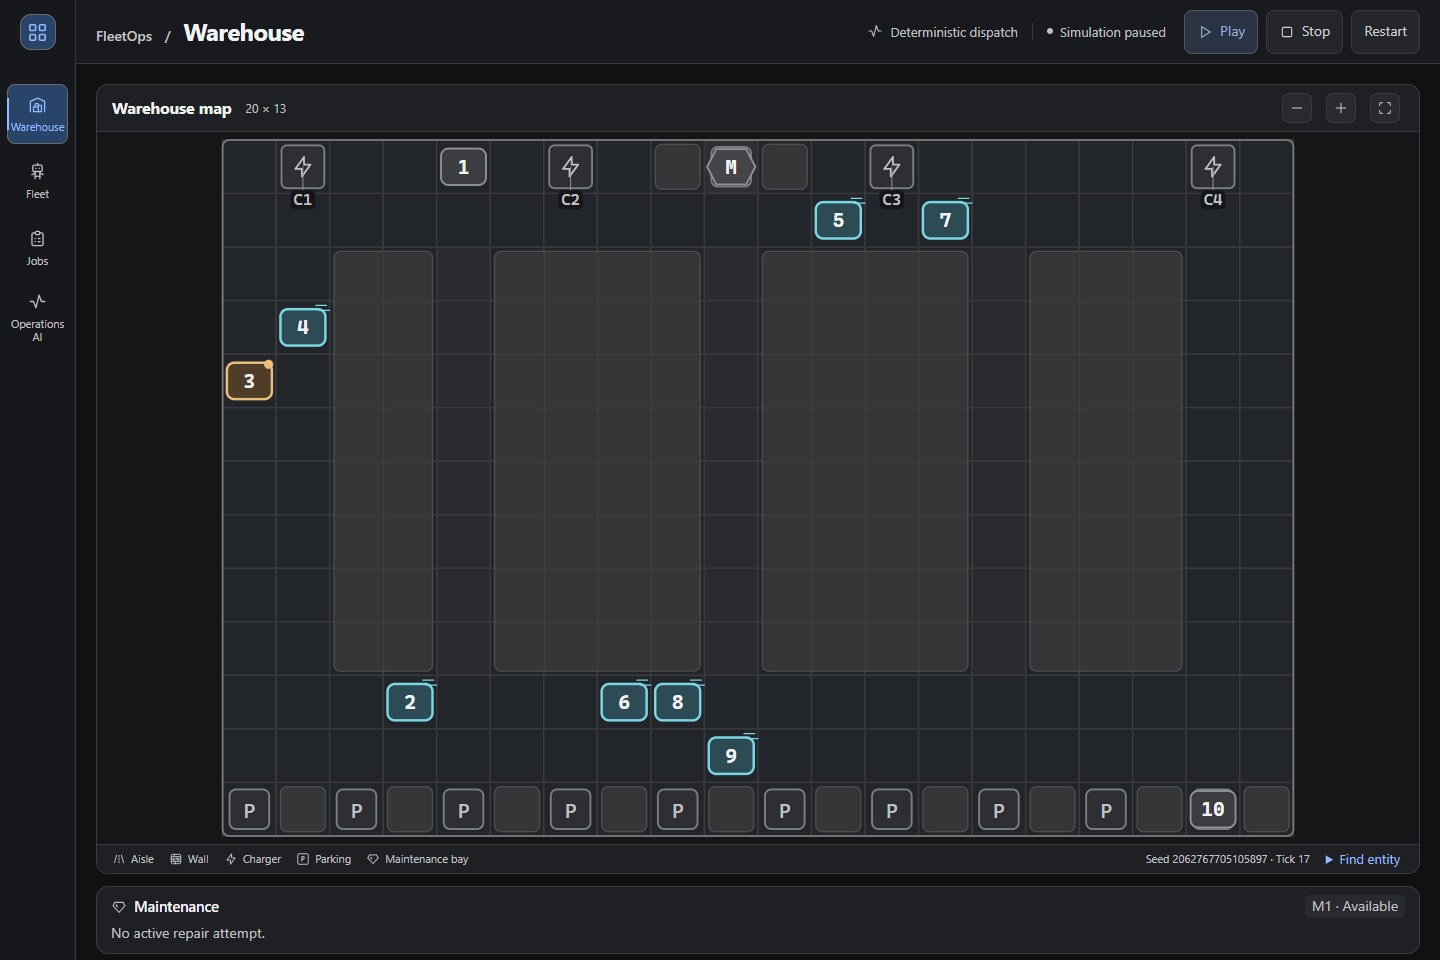 FleetOps / Warehouse
Deterministic dispatch
Simulation paused
Play
Stop
Restart
Warehouse
Fleet
Jobs
Operations AI
Warehouse map 20 × 13
1
M
C1
C2
C3
C4
5
7
4
3
2
6
8
9
P
P
P
P
P
P
P
P
P
10
Aisle
Wall
Charger
P Parking
Maintenance bay
Seed 2062767705105897 · Tick 17
Find entity
Maintenance
M1 · Available
No active repair attempt.